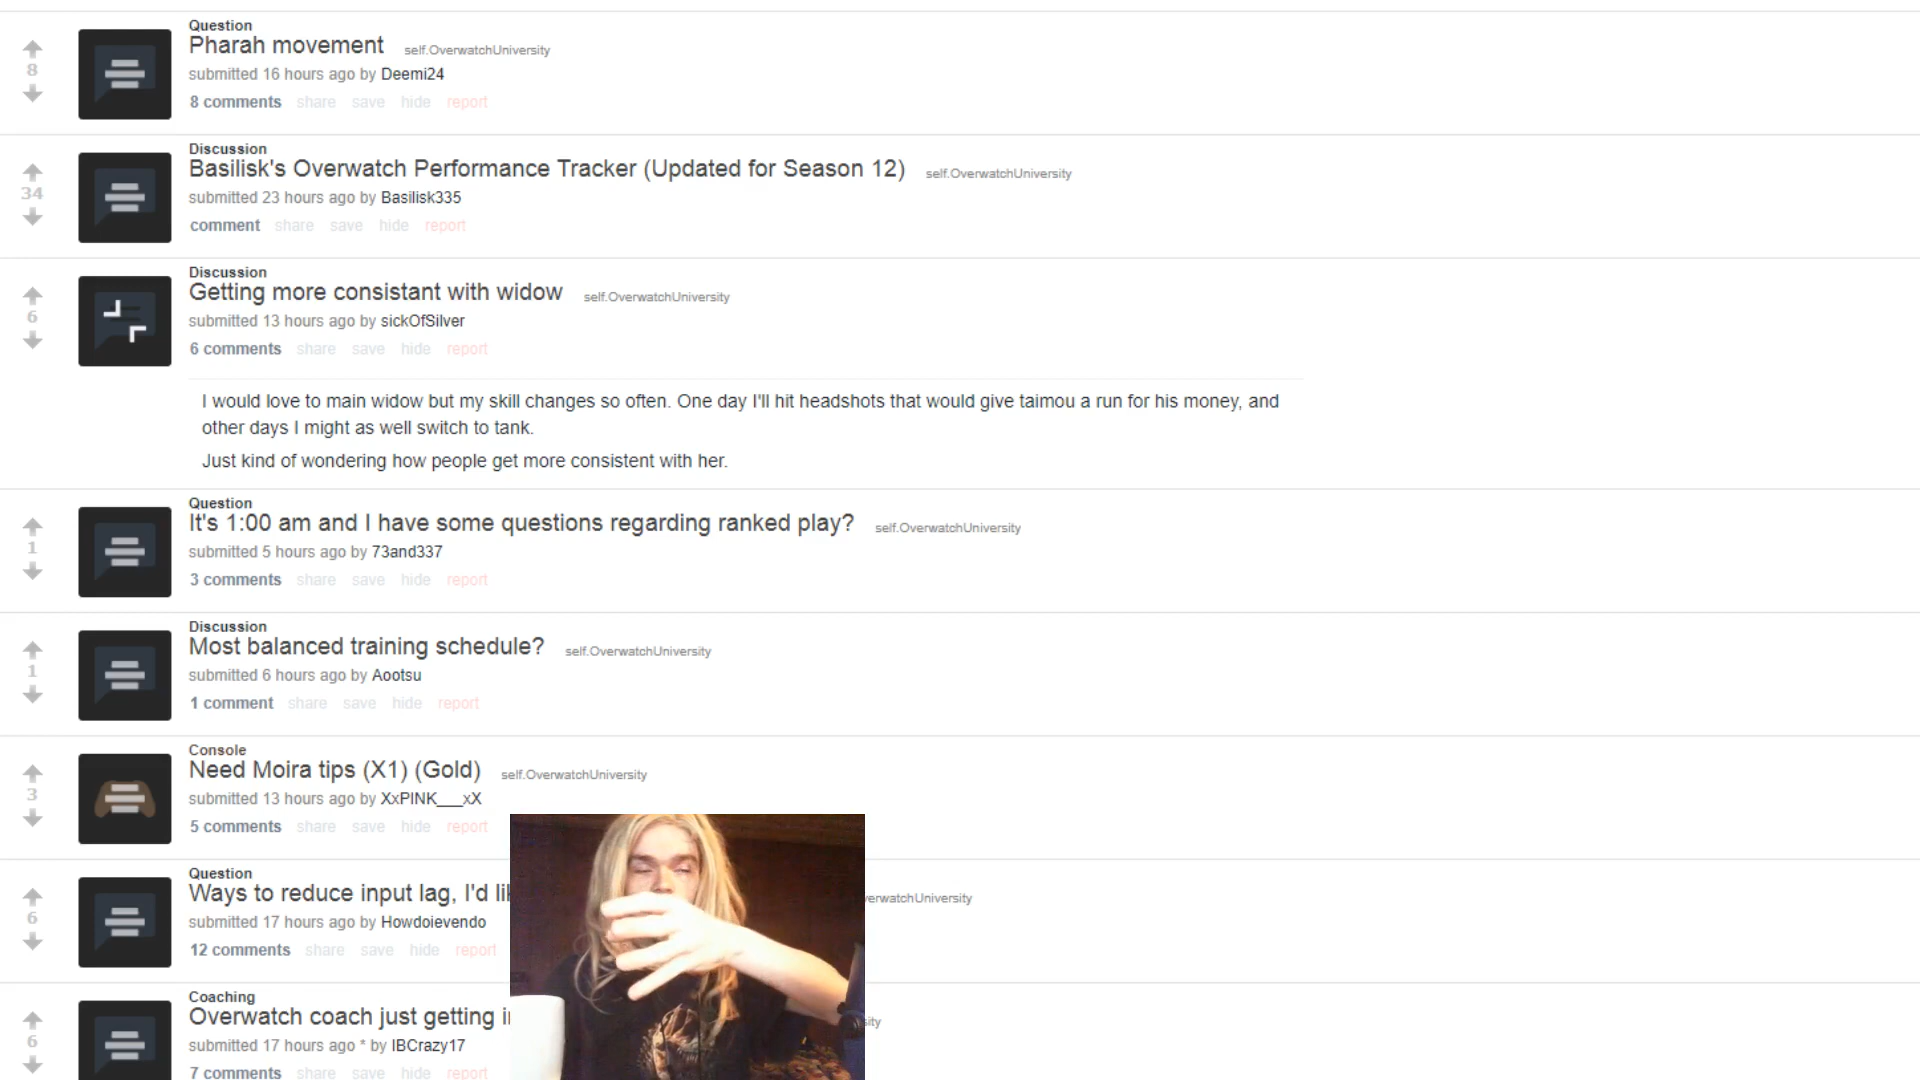 Question
Pharah movement self.OverwatchUniversity
8
submitted 16 hours ago by Deemi24
8 comments share save hide report
Discussion
Basilisk's Overwatch Performance Tracker (Updated for Season 12) self.OverwatchUniversity
34
submitted 23 hours ago by Basilisk335
comment share save hide report
Discussion
Getting more consistant with widow self.OverwatchUniversity
6
submitted 13 hours ago by sickOfSilver
6 comments share save hide report
I would love to main widow but my skill changes so often. One day I'll hit headshots that would give taimou a run for his money, and
other days I might as well switch to tank.
Just kind of wondering how people get more consistent with her.
Question
It's 1:00 am and I have some questions regarding ranked play? self.OverwatchUniversity
1
submitted 5 hours ago by 73and337
3 comments share save hide report
Discussion
Most balanced training schedule? self.OverwatchUniversity
1
submitted 6 hours ago by Aootsu
1 comment share save hide report
Console
Need Moira tips (X1) (Gold) self.OverwatchUniversity
3
submitted 13 hours ago by XxPINK___xX
5 comments share save hide report
Question
Ways to reduce input lag, I'd erwatchUniversity
6
submitted 17 hours ago by Howdoievendo
12 comments share save hide report
Coaching
Overwatch coach just getting
6
submitted 17 hours ago * by IBCrazy17
7 comments share save hide report